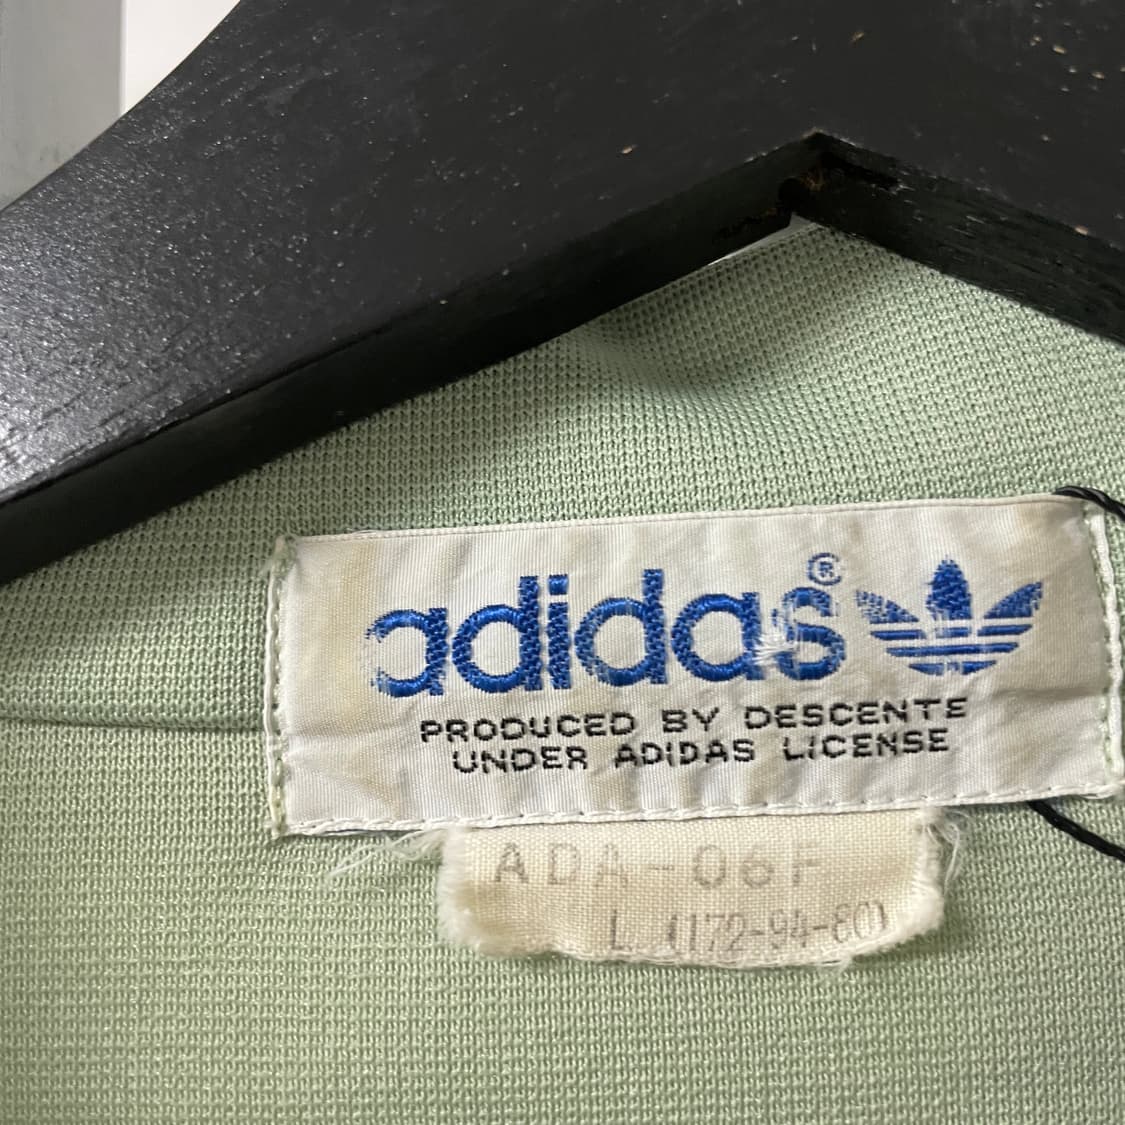 adidas®
PRODUCED BY DESCENTE
UNDER ADIDAS LICENSE
ADA-06F
L (172-94-80)